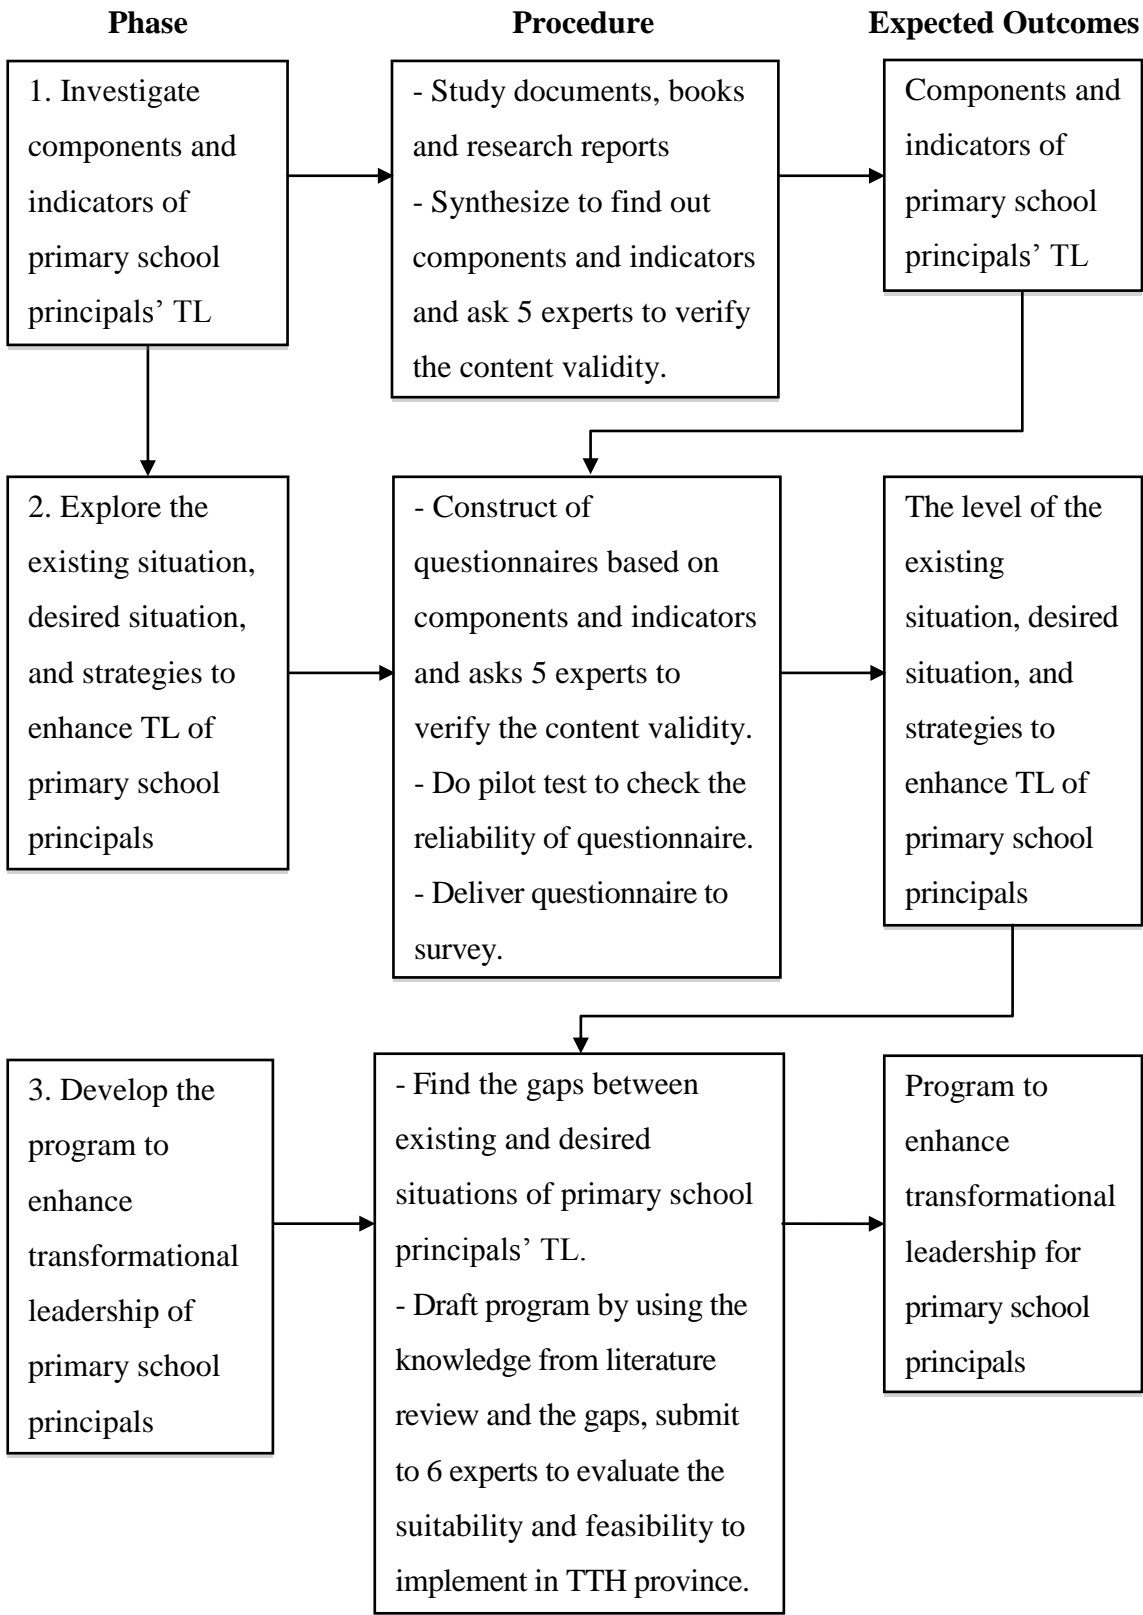 Phase
Procedure
Expected Outcomes
1. Investigate
components and
indicators of
primary school
principals’ TL
- Study documents, books
and research reports
- Synthesize to find out
components and indicators
and ask 5 experts to verify
the content validity.
Components and
indicators of
primary school
principals’ TL
2. Explore the
existing situation,
desired situation,
and strategies to
enhance TL of
primary school
principals
- Construct of
questionnaires based on
components and indicators
and asks 5 experts to
verify the content validity.
- Do pilot test to check the
reliability of questionnaire.
- Deliver questionnaire to
survey.
The level of the
existing
situation, desired
situation, and
strategies to
enhance TL of
primary school
principals
3. Develop the
program to
enhance
transformational
leadership of
primary school
principals
- Find the gaps between
existing and desired
situations of primary school
principals’ TL.
- Draft program by using the
knowledge from literature
review and the gaps, submit
to 6 experts to evaluate the
suitability and feasibility to
implement in TTH province.
Program to
enhance
transformational
leadership for
primary school
principals